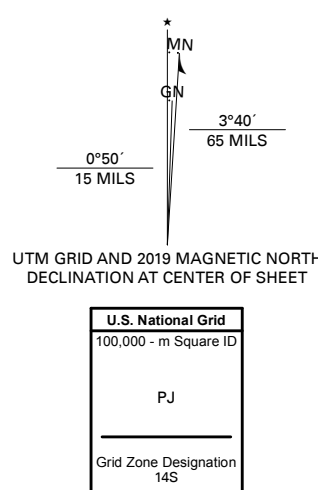 ★
MN
GN
3°40´
65 MILS
0°50´
15 MILS
UTM GRID AND 2019 MAGNETIC NORTH
DECLINATION AT CENTER OF SHEET
U.S. National Grid
100,000 - m Square ID
PJ
Grid Zone Designation
14S